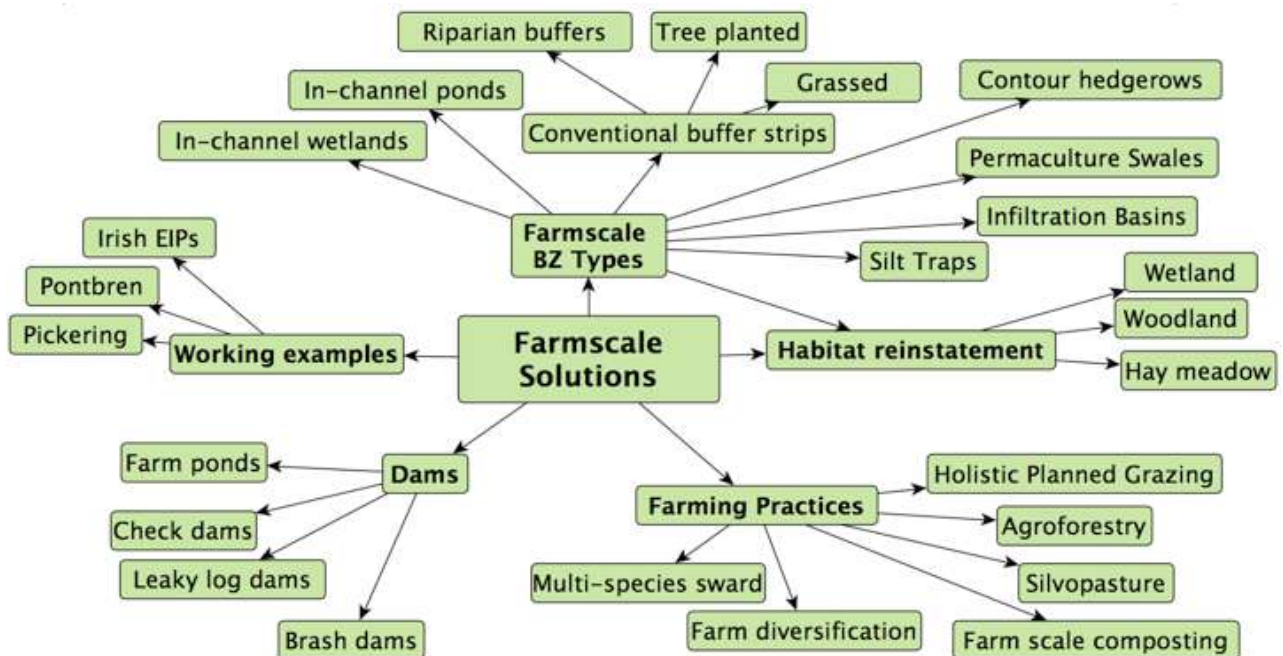 Riparian buffers
Tree planted
Contour hedgerows
In-channel ponds
Grassed
In-channel wetlands
Conventional buffer strips
Permaculture Swales
Farmscale
BZ Types
Infiltration Basins
Irish EIPs
Silt Traps
Wetland
Pontbren
Woodland
Pickering
Working examples
Farmscale
Solutions
Habitat reinstatement
Hay meadow
Farm ponds
Dams
Holistic Planned Grazing
Farming Practices
Check dams
Agroforestry
Leaky log dams
Multi-species sward
Silvopasture
Brash dams
Farm diversification
Farm scale composting